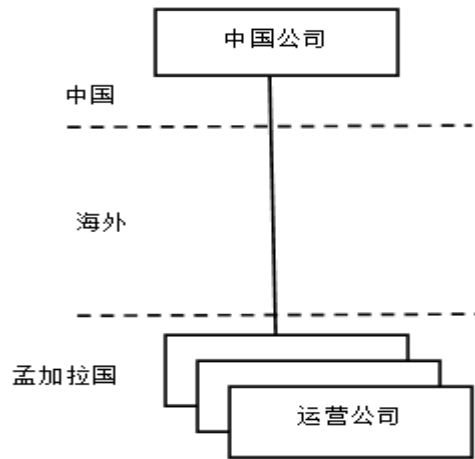 中国公司
中国
海外
孟加拉国
运营公司